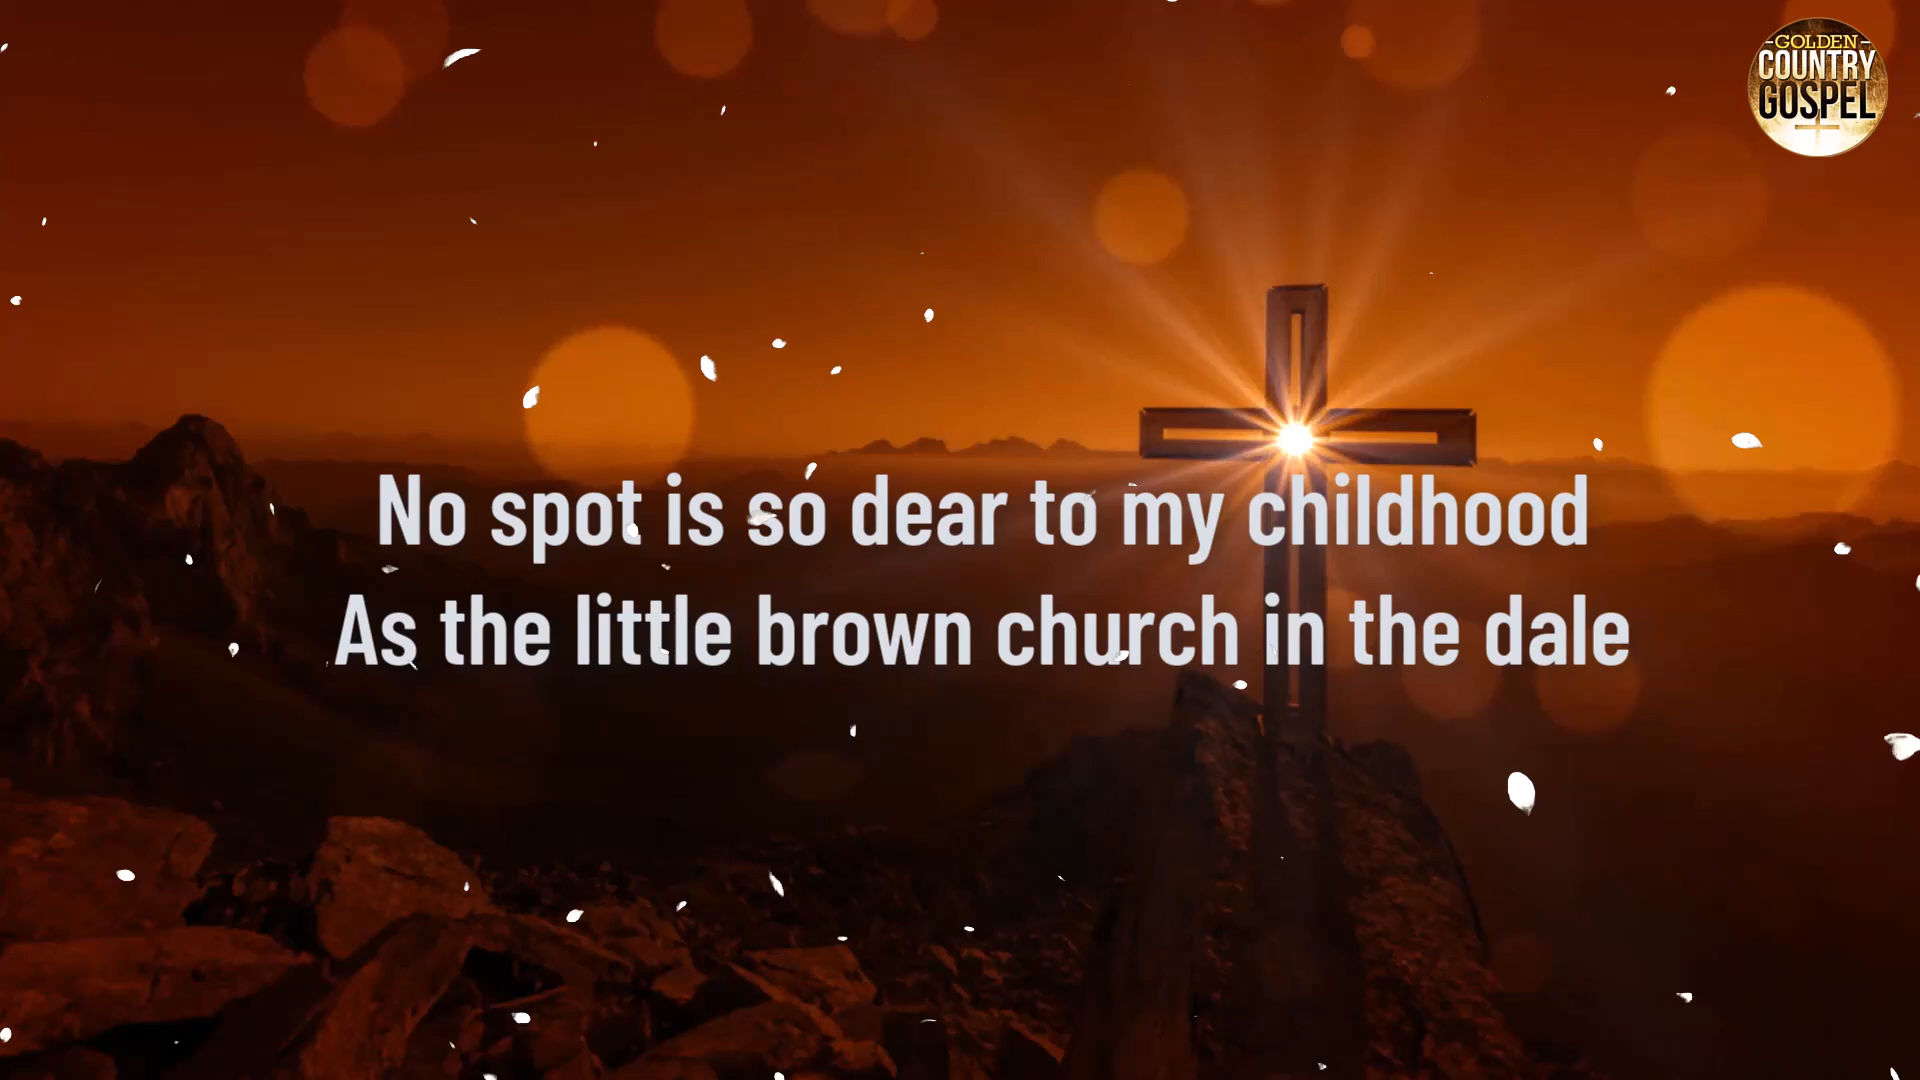 GOLDEN
COUNTRY
GOSPEL
No spot is so dear to my childhood
As the little brown church in the dale